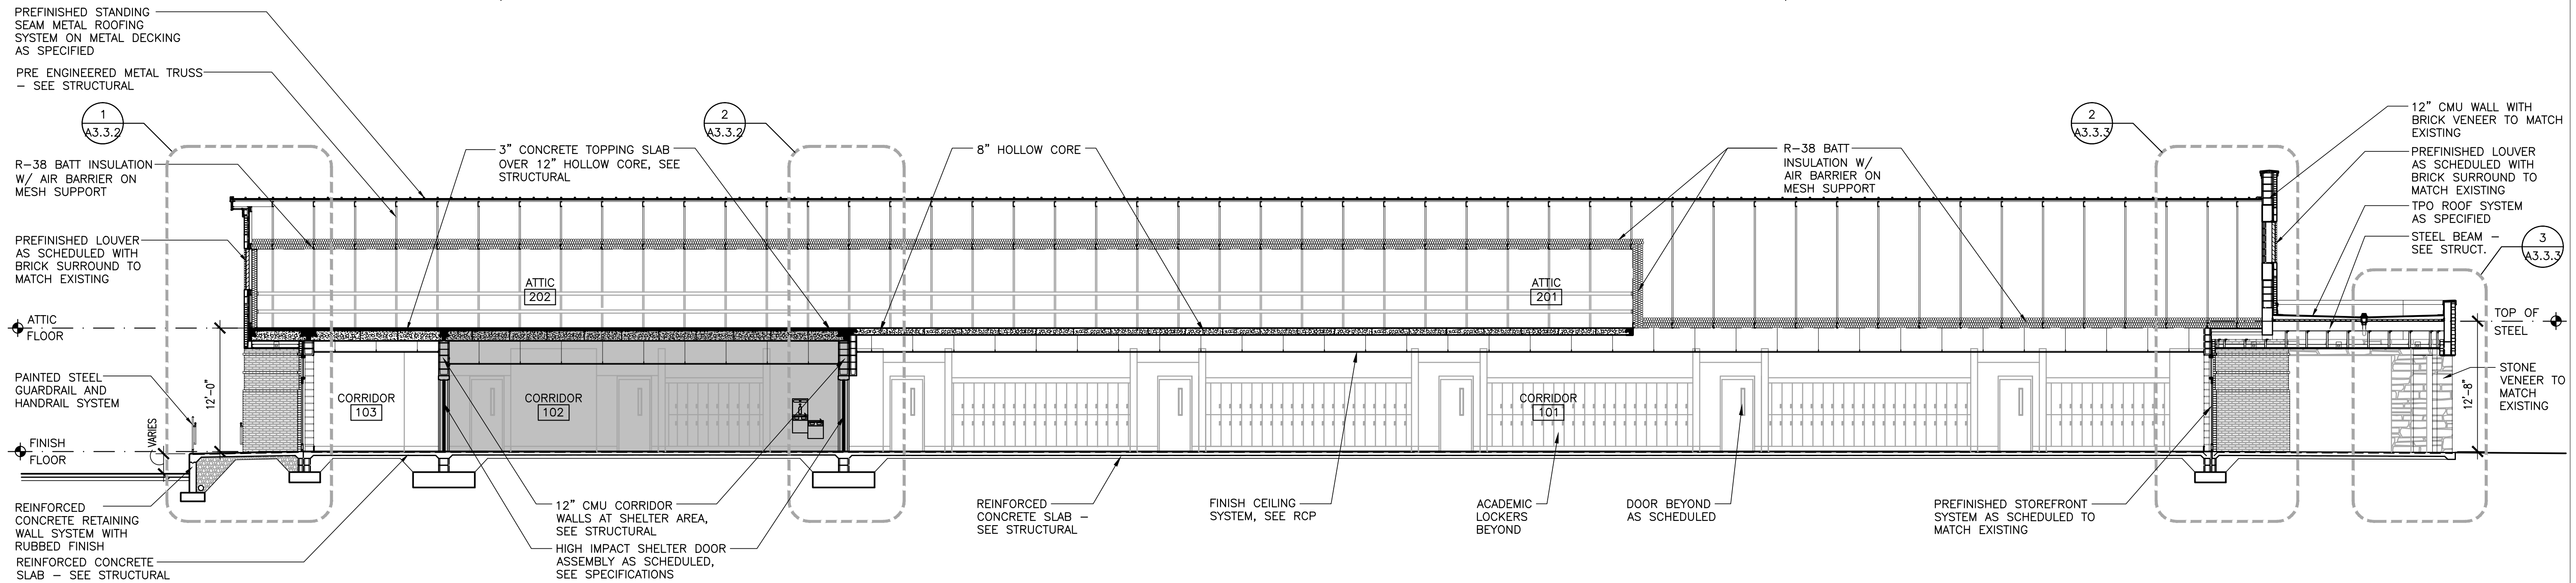 PREFINISHED STANDING
SEAM METAL ROOFING
SYSTEM ON METAL DECKING
AS SPECIFIED
PRE ENGINEERED METAL TRUSS
– SEE STRUCTURAL
1
A3.3.2
R-38 BATT INSULATION
W/ AIR BARRIER ON
MESH SUPPORT
PREFINISHED LOUVER
AS SCHEDULED WITH
BRICK SURROUND TO
MATCH EXISTING
ATTIC
FLOOR
PAINTED STEEL
GUARDRAIL AND
HANDRAIL SYSTEM
12'-0"
VARIES
FINISH
FLOOR
REINFORCED
CONCRETE RETAINING
WALL SYSTEM WITH
RUBBED FINISH
REINFORCED CONCRETE
SLAB – SEE STRUCTURAL
2
A3.3.2
3" CONCRETE TOPPING SLAB
OVER 12" HOLLOW CORE, SEE
STRUCTURAL
8" HOLLOW CORE
R-38 BATT
INSULATION W/
AIR BARRIER ON
MESH SUPPORT
ATTIC
202
ATTIC
201
CORRIDOR
103
CORRIDOR
102
CORRIDOR
101
12" CMU CORRIDOR
WALLS AT SHELTER AREA,
SEE STRUCTURAL
HIGH IMPACT SHELTER DOOR
ASSEMBLY AS SCHEDULED,
SEE SPECIFICATIONS
REINFORCED
CONCRETE SLAB –
SEE STRUCTURAL
FINISH CEILING
SYSTEM, SEE RCP
ACADEMIC
LOCKERS
BEYOND
DOOR BEYOND
AS SCHEDULED
PREFINISHED STOREFRONT
SYSTEM AS SCHEDULED TO
MATCH EXISTING
2
A3.3.3
12" CMU WALL WITH
BRICK VENEER TO MATCH
EXISTING
PREFINISHED LOUVER
AS SCHEDULED WITH
BRICK SURROUND TO
MATCH EXISTING
TPO ROOF SYSTEM
AS SPECIFIED
STEEL BEAM –
SEE STRUCT.
3
A3.3.3
TOP OF
STEEL
STONE
VENEER TO
MATCH
EXISTING
12'-8"